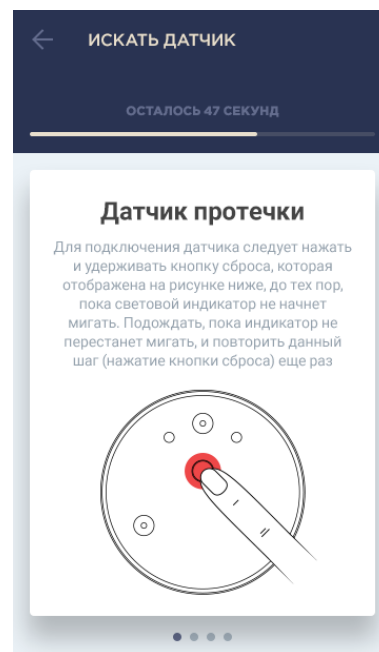 ИСКАТЬ ДАТЧИК
ОСТАЛОСЬ 47 СЕКУНД
Датчик протечки
Для подключения датчика следует нажать
и удерживать кнопку сброса, которая
отображена на рисунке ниже, до тех пор,
пока световой индикатор не начнет
мигать. Подождать, пока индикатор не
перестанет мигать, и повторить данный
шаг (нажатие кнопки сброса) еще раз